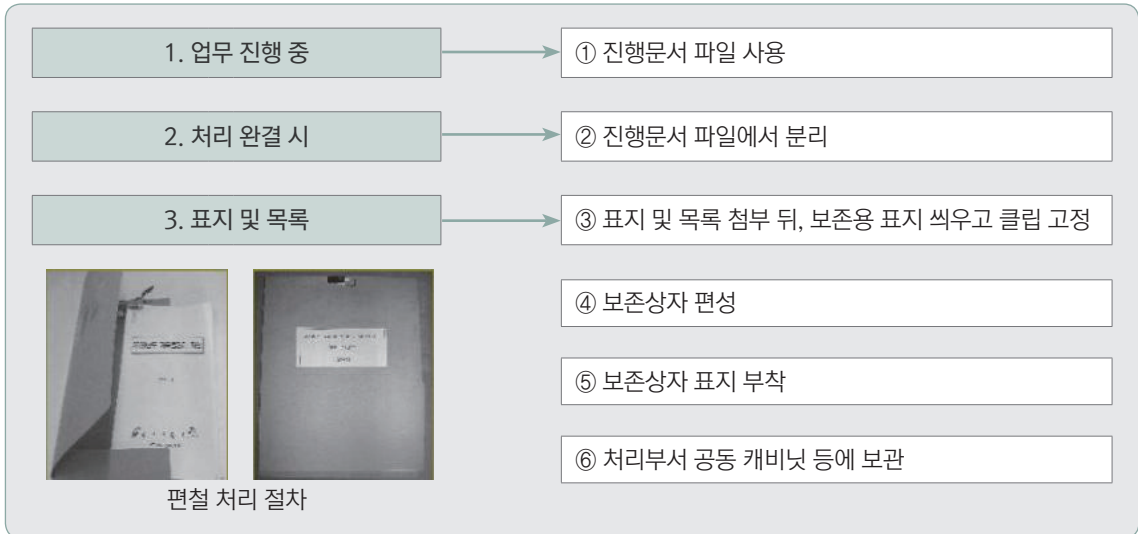 1. 업무 진행 중
① 진행문서 파일 사용
2. 처리 완결 시
② 진행문서 파일에서 분리
3. 표지 및 목록
③ 표지 및 목록 첨부 뒤, 보존용 표지 씌우고 클립 고정
④ 보존상자 편성
⑤ 보존상자 표지 부착
⑥ 처리부서 공동 캐비닛 등에 보관
편철 처리 절차